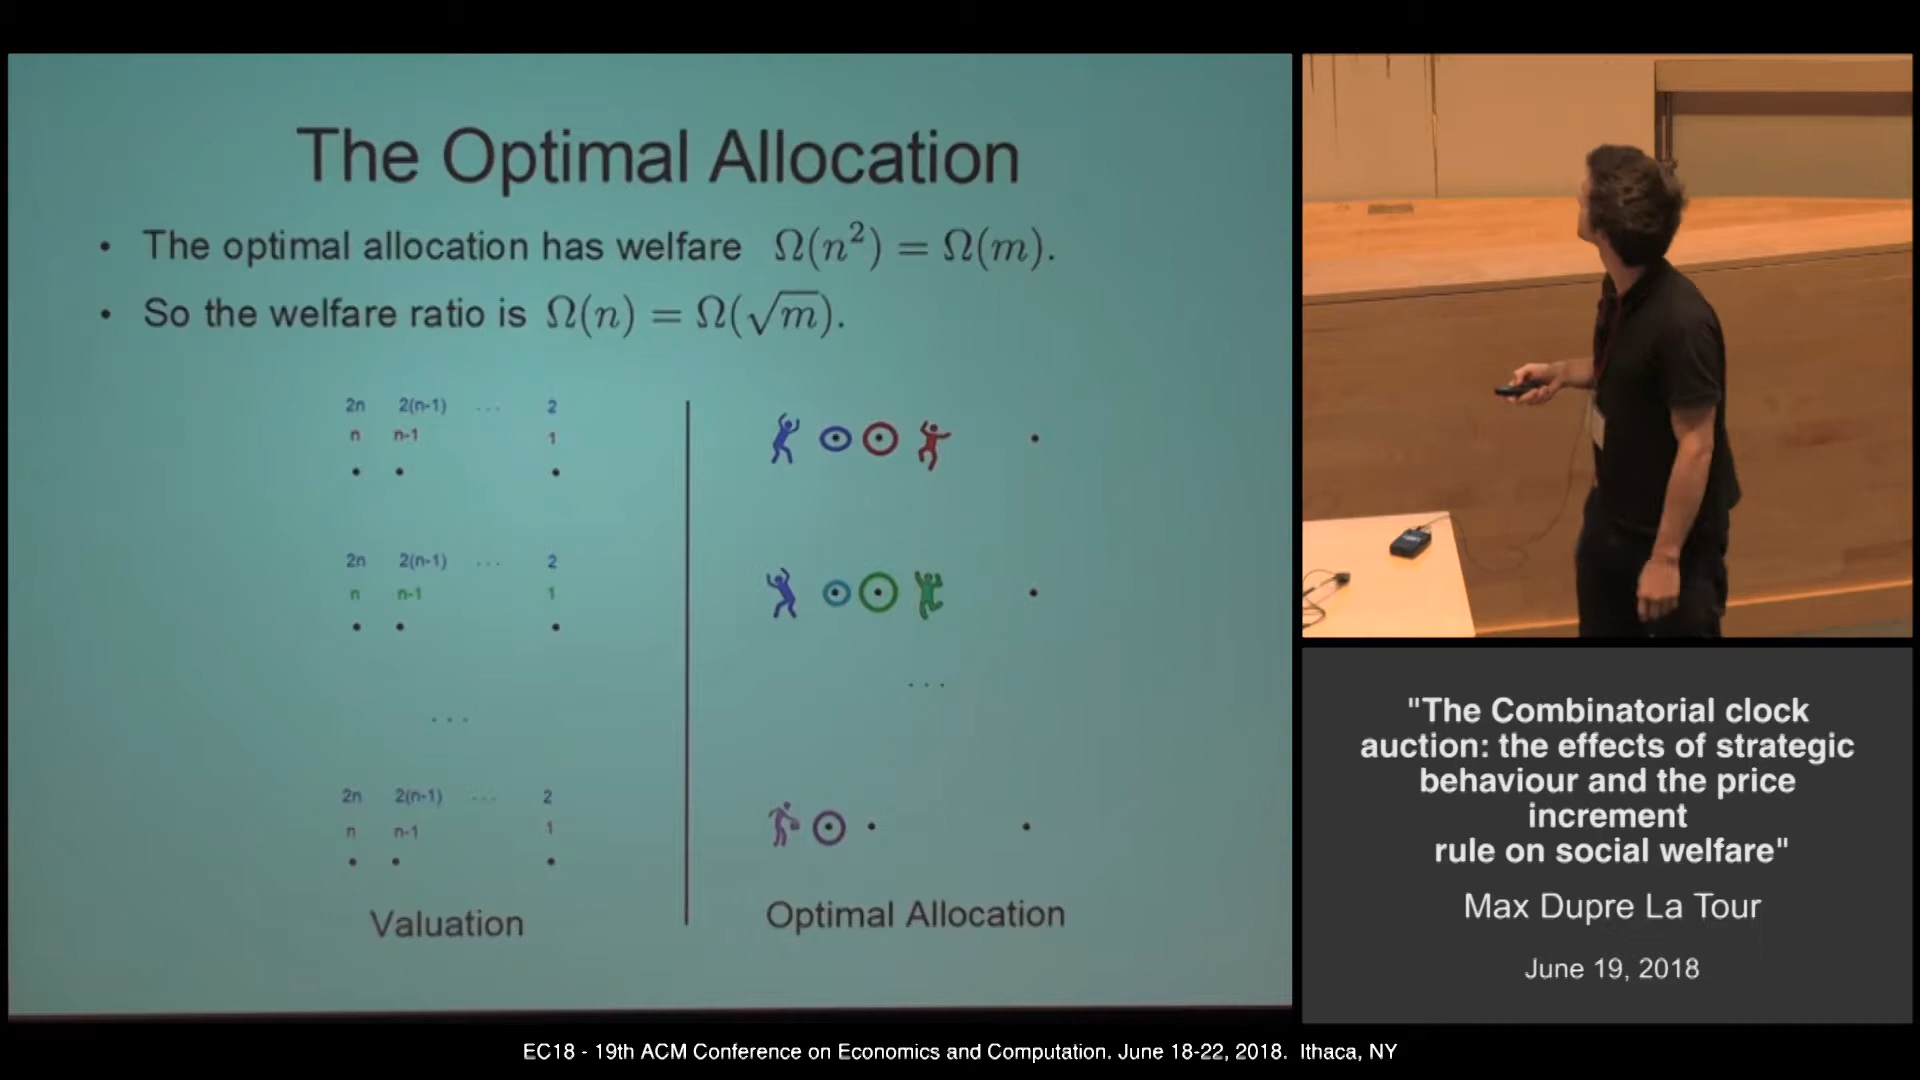 The Optimal Allocation
• The optimal allocation has welfare Ω(n²) = Ω(m).
• So the welfare ratio is Ω(n) = Ω(√m).
2n 2(n-1) ... 2
n n-1 1
2n 2(n-1) ... 2
n n-1 1
...
...
2n 2(n-1) ... 2
n n-1 1
Valuation
Optimal Allocation
"The Combinatorial clock
auction: the effects of strategic
behaviour and the price
increment
rule on social welfare"
Max Dupre La Tour
June 19, 2018
EC18 - 19th ACM Conference on Economics and Computation. June 18-22, 2018. Ithaca, NY